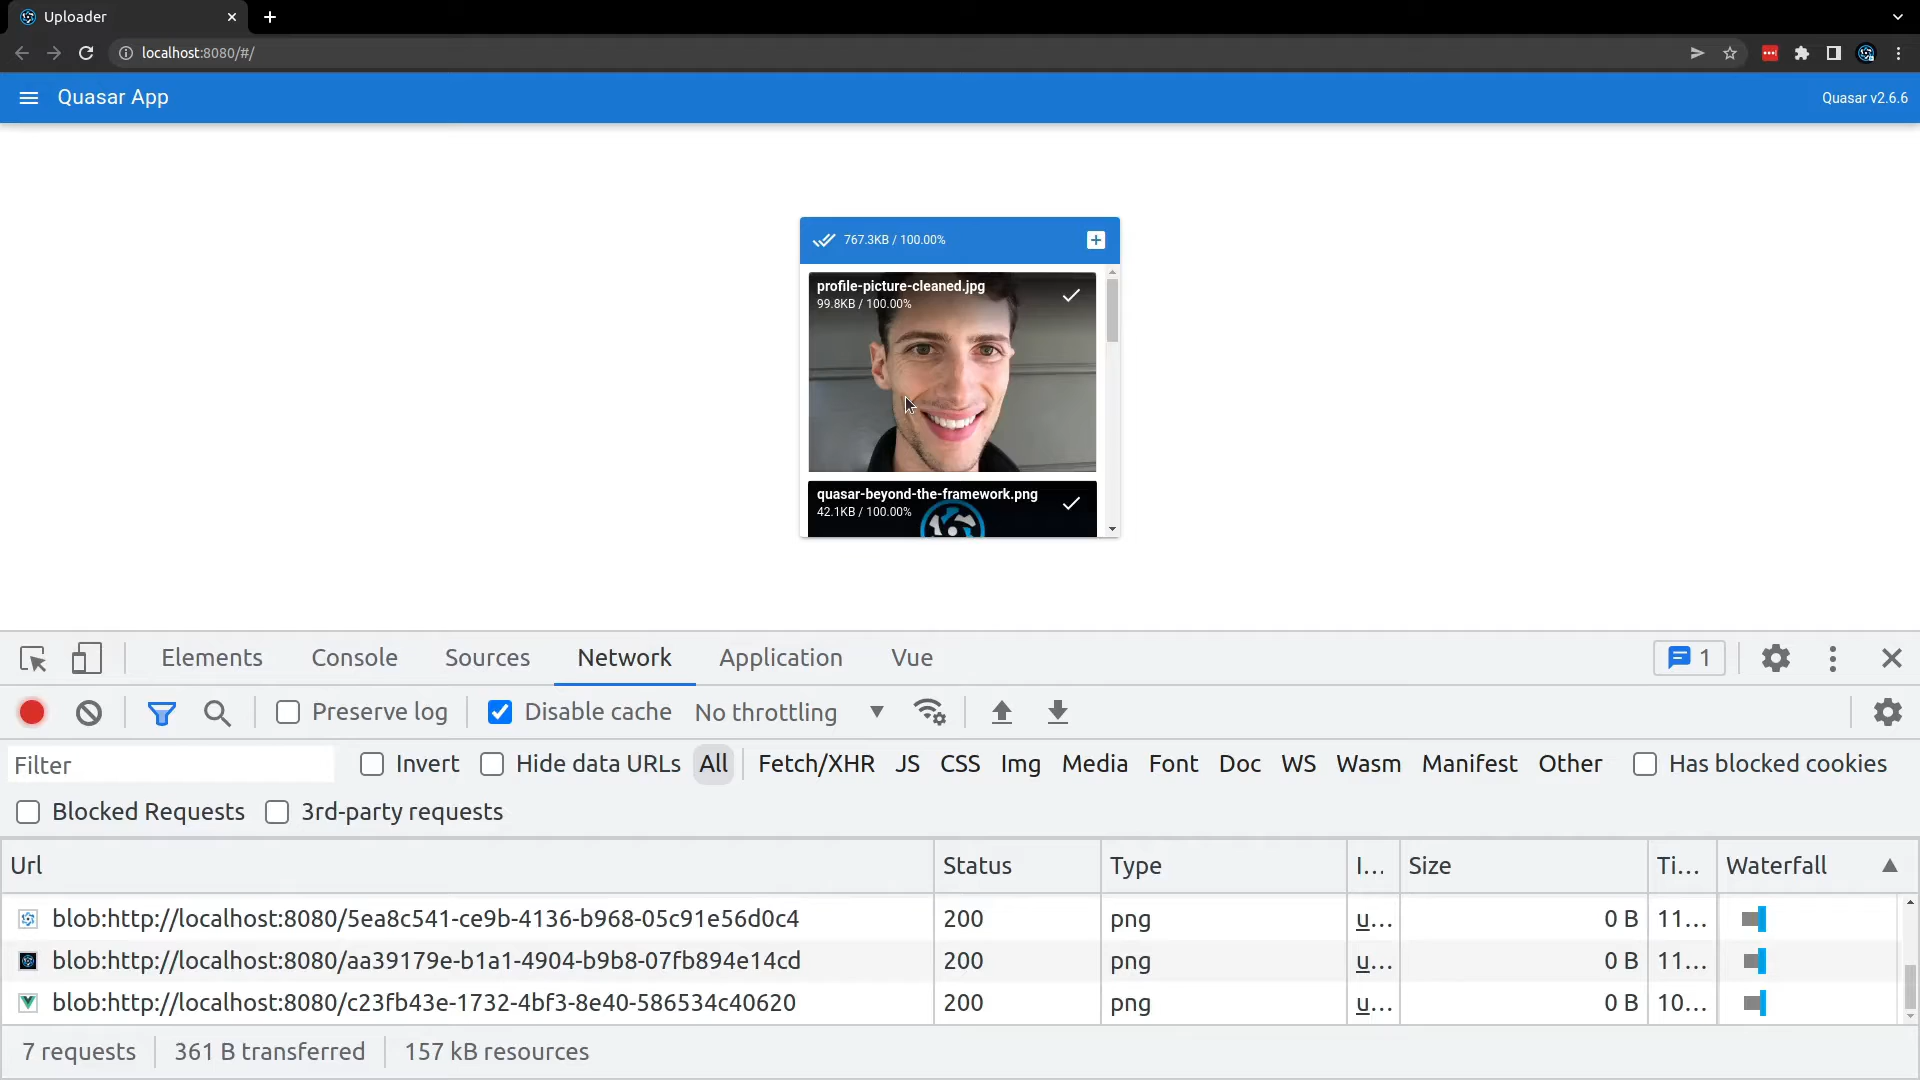 Uploader
localhost:8080/#/
Quasar App
Quasar v2.6.6
767.3KB / 100.00%
profile-picture-cleaned.jpg
99.8KB / 100.00%
quasar-beyond-the-framework.png
42.1KB / 100.00%
Elements Console Sources Network Application Vue 1
Preserve log Disable cache No throttling
Filter Invert Hide data URLs All Fetch/XHR JS CSS Img Media Font Doc WS Wasm Manifest Other Has blocked cookies
Blocked Requests 3rd-party requests
Url Status Type I... Size Ti... Waterfall
blob:http://localhost:8080/5ea8c541-ce9b-4136-b968-05c91e56d0c4 200 png u... 0 B 11...
blob:http://localhost:8080/aa39179e-b1a1-4904-b9b8-07fb894e14cd 200 png u... 0 B 11...
blob:http://localhost:8080/c23fb43e-1732-4bf3-8e40-586534c40620 200 png u... 0 B 10...
7 requests 361 B transferred 157 kB resources